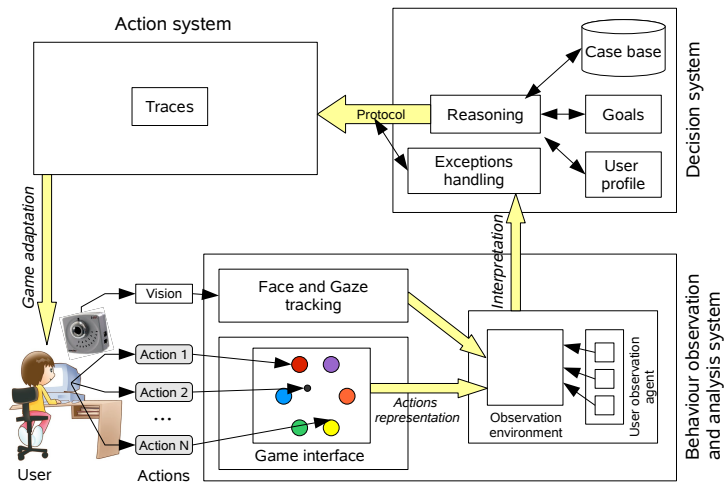 Action system
Traces
Protocol
Reasoning
Case base
Goals
Exceptions
handling
User
profile
Decision system
Game adaptation
Interpretation
Vision
Face and Gaze
tracking
Action 1
Action 2
...
Action N
User
Actions
Game interface
Actions
representation
Observation
environment
User observation
agent
Behaviour observation
and analysis system